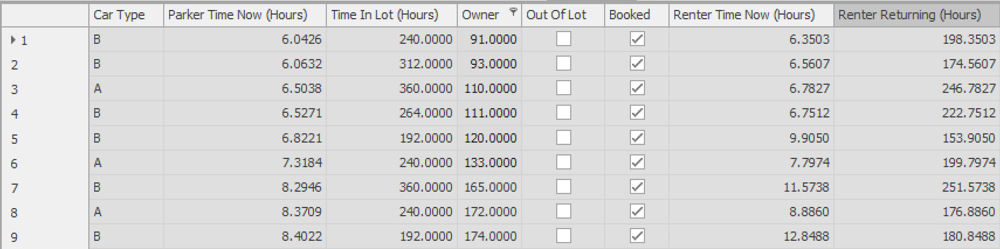 Car Type Parker Time Now (Hours) Time In Lot (Hours) Owner Out Of Lot Booked Renter Time Now (Hours) Renter Returning (Hours)
1 B 6.0426 240.0000 91.0000 6.3503 198.3503
2 B 6.0632 312.0000 93.0000 6.5607 174.5607
3 A 6.5038 360.0000 110.0000 6.7827 246.7827
4 B 6.5271 264.0000 111.0000 6.7512 222.7512
5 B 6.8221 192.0000 120.0000 9.9050 153.9050
6 A 7.3184 240.0000 133.0000 7.7974 199.7974
7 B 8.2946 360.0000 165.0000 11.5738 251.5738
8 A 8.3709 240.0000 172.0000 8.8860 176.8860
9 B 8.4022 192.0000 174.0000 12.8488 180.8488